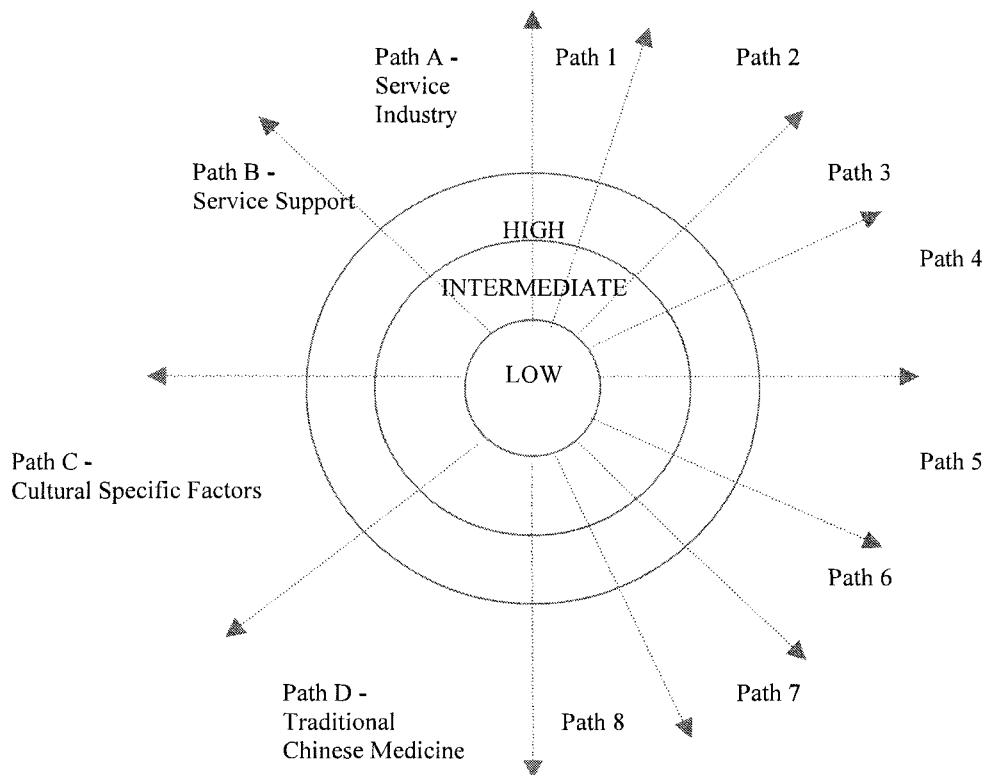 Path A -
Service
Industry
Path 1
Path 2
Path B -
Service Support
Path 3
HIGH
Path 4
INTERMEDIATE
LOW
Path C -
Cultural Specific Factors
Path 5
Path 6
Path D -
Traditional
Chinese Medicine
Path 8
Path 7